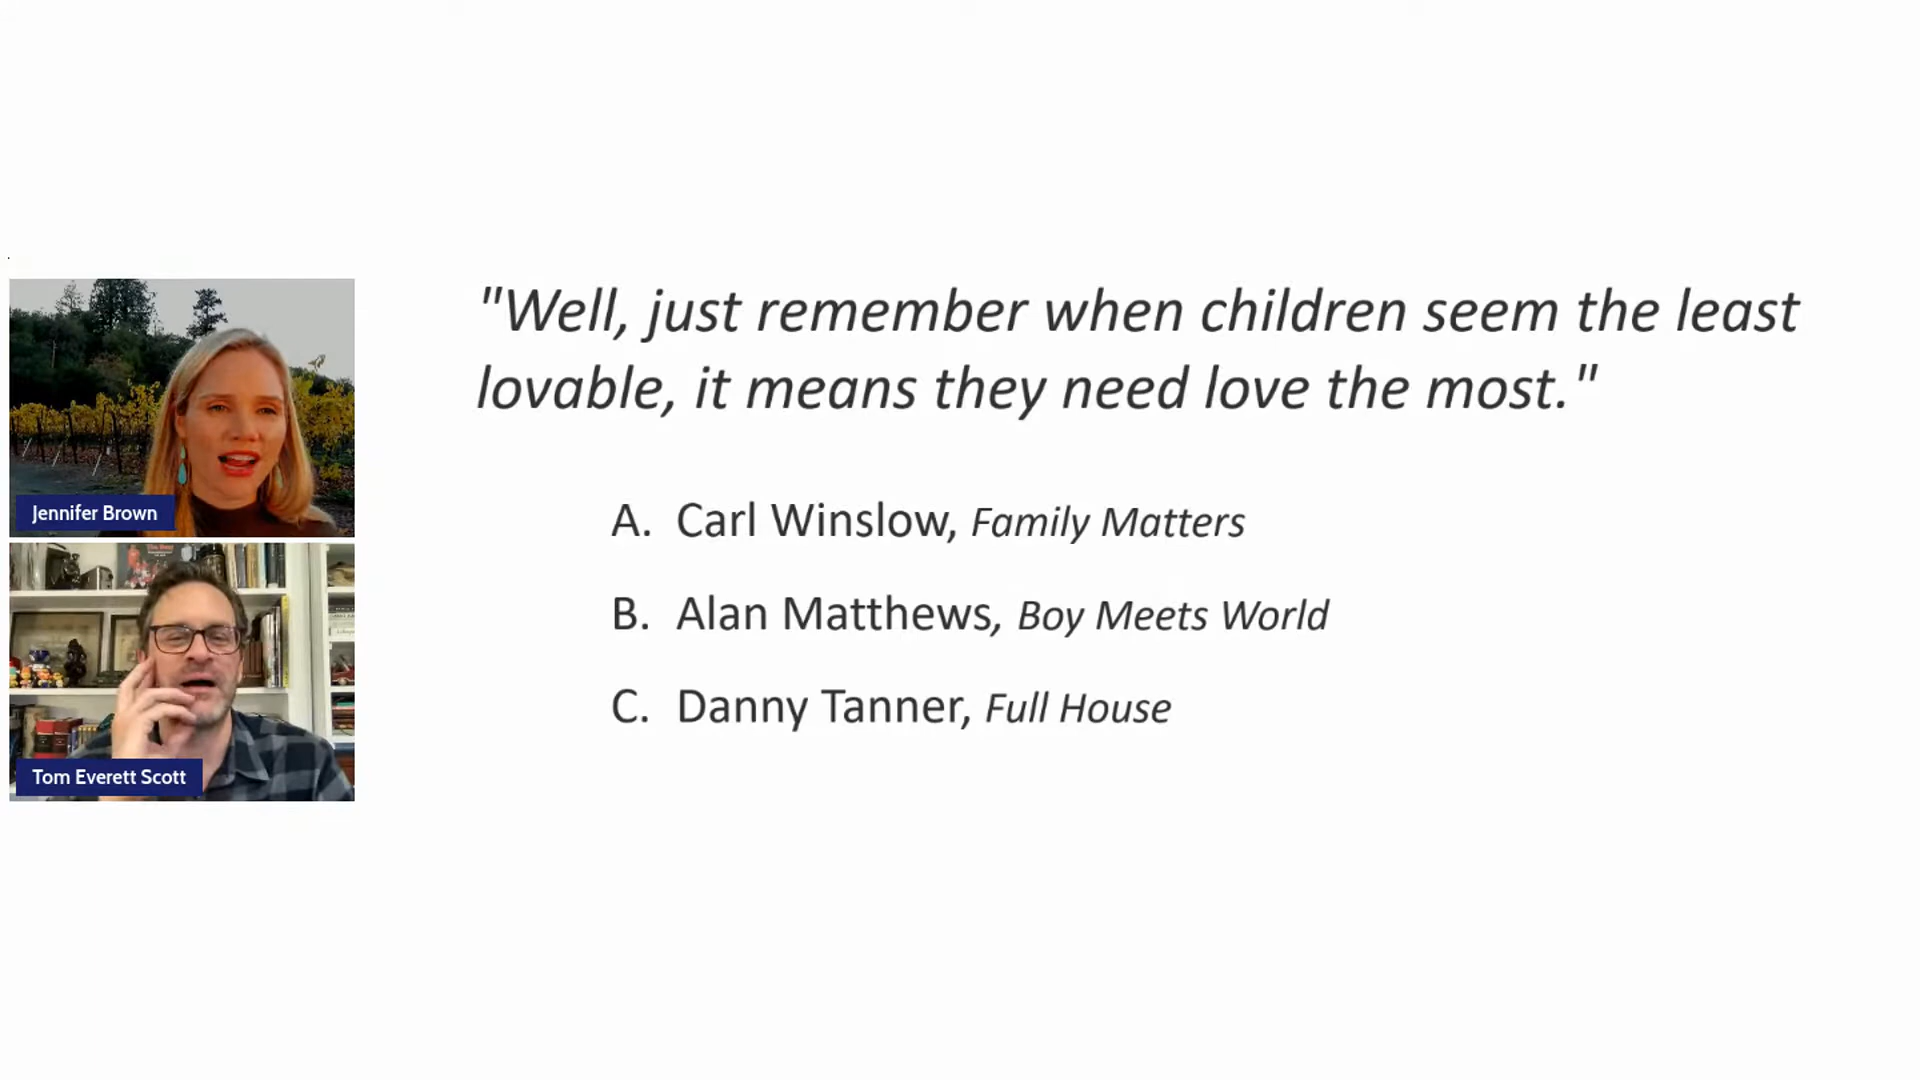 "Well, just remember when children seem the least
lovable, it means they need love the most."
A. Carl Winslow, Family Matters
B. Alan Matthews, Boy Meets World
C. Danny Tanner, Full House
Jennifer Brown
Tom Everett Scott